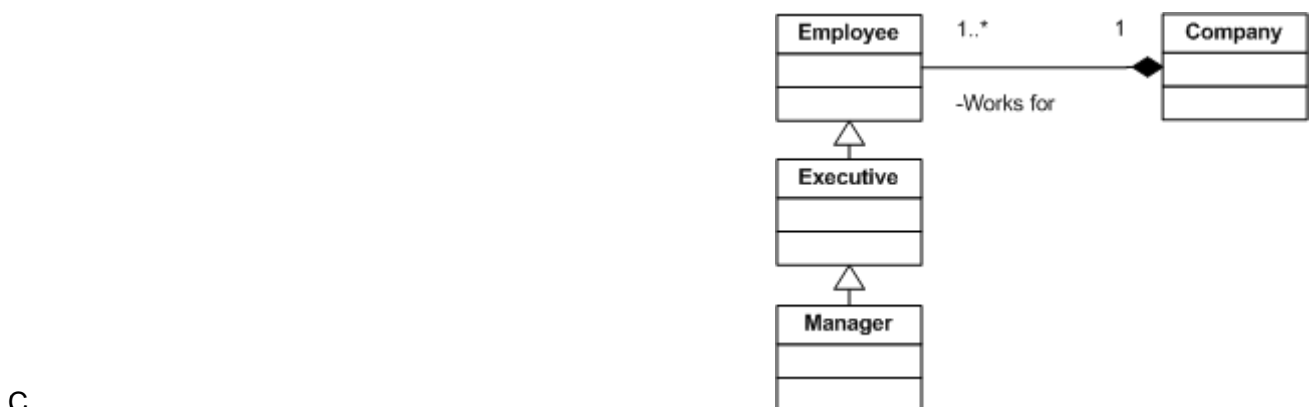 Employee
1..*
1
Company
-Works for
Executive
Manager
C